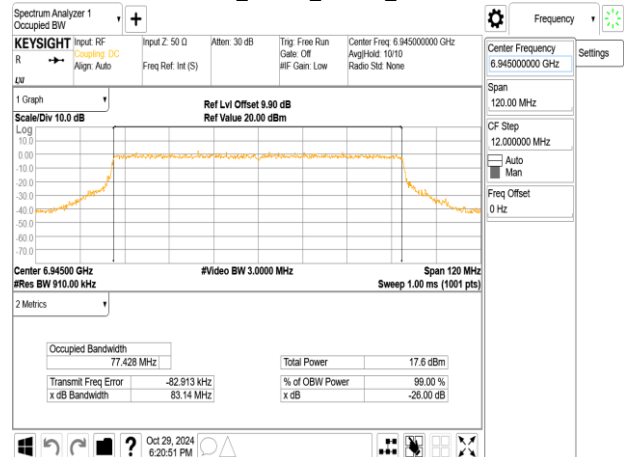 Spectrum Analyzer 1
Occupied BW
Frequency
KEYSIGHT
R
LXI
Input: RF
Coupling: DC
Align: Auto
Input Z: 50 Ω
Freq Ref: Int (S)
Atten: 30 dB
Trig: Free Run
Gate: Off
#IF Gain: Low
Center Freq: 6.945000000 GHz
Avg|Hold: 10/10
Radio Std: None
Center Frequency
6.945000000 GHz
Settings
Span
120.00 MHz
CF Step
12.000000 MHz
Auto
Man
Freq Offset
0 Hz
1 Graph
Scale/Div 10.0 dB
Ref Lvl Offset 9.90 dB
Ref Value 20.00 dBm
Log
10.0
0.00
-10.0
-20.0
-30.0
-40.0
-50.0
-60.0
-70.0
Center 6.94500 GHz
#Video BW 3.0000 MHz
Span 120 MHz
#Res BW 910.00 kHz
Sweep 1.00 ms (1001 pts)
2 Metrics
Occupied Bandwidth
77.428 MHz
Total Power 17.6 dBm
Transmit Freq Error -82.913 kHz
% of OBW Power 99.00 %
x dB Bandwidth 83.14 MHz
x dB -26.00 dB
?
Oct 29, 2024
6:20:51 PM